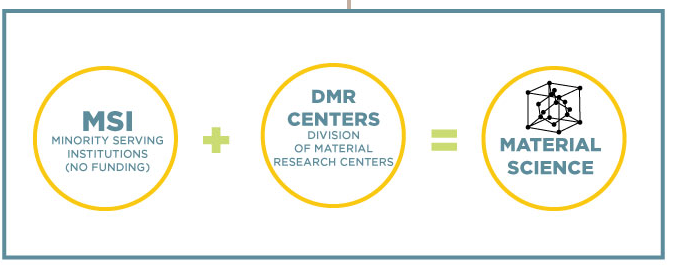 MSI
MINORITY SERVING
INSTITUTIONS
(NO FUNDING)
+
DMR
CENTERS
DIVISION
OF MATERIAL
RESEARCH CENTERS
=
MATERIAL
SCIENCE